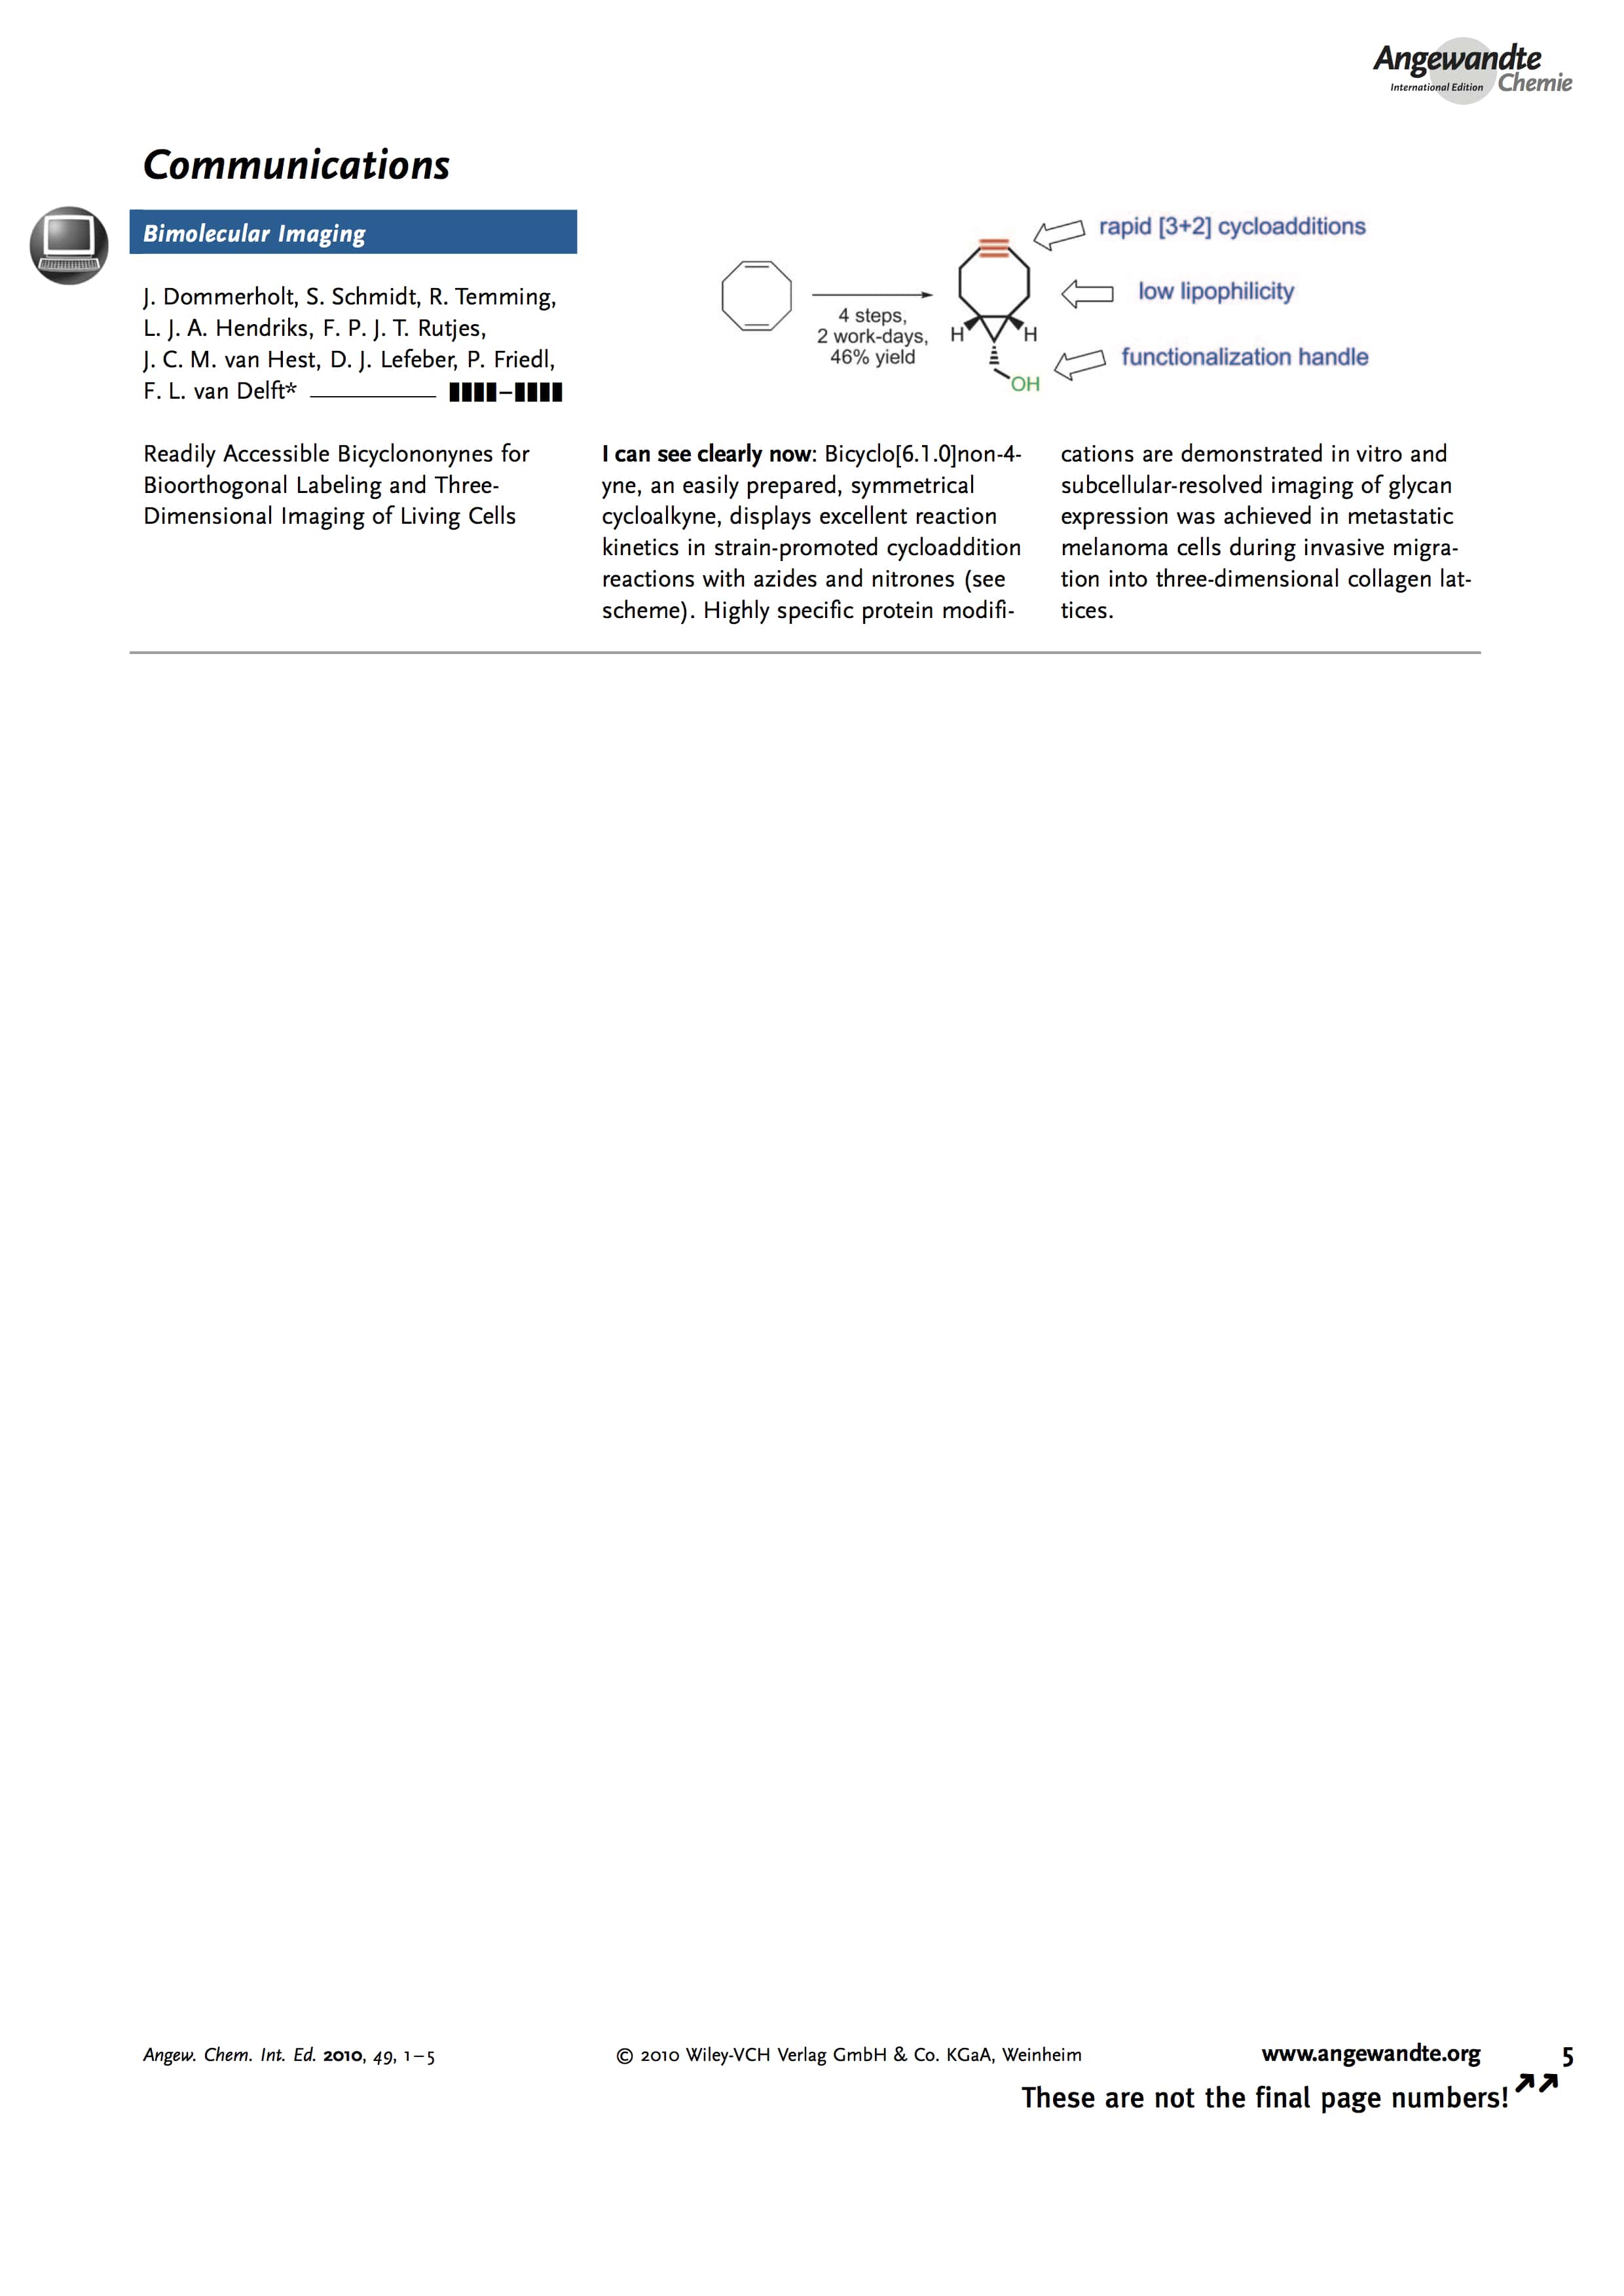 Angewandte
International Edition Chemie
Communications
Bimolecular Imaging
J. Dommerholt, S. Schmidt, R. Temming,
L. J. A. Hendriks, F. P. J. T. Rutjes,
J. C. M. van Hest, D. J. Lefeber, P. Friedl,
F. L. van Delft* ▮▮▮▮–▮▮▮▮
Readily Accessible Bicyclononynes for
Bioorthogonal Labeling and Three-
Dimensional Imaging of Living Cells
4 steps,
2 work-days,
46% yield
H H
OH
rapid [3+2] cycloadditions
low lipophilicity
functionalization handle
I can see clearly now: Bicyclo[6.1.0]non-4-
yne, an easily prepared, symmetrical
cycloalkyne, displays excellent reaction
kinetics in strain-promoted cycloaddition
reactions with azides and nitrones (see
scheme). Highly specific protein modifi-
cations are demonstrated in vitro and
subcellular-resolved imaging of glycan
expression was achieved in metastatic
melanoma cells during invasive migra-
tion into three-dimensional collagen lat-
tices.
Angew. Chem. Int. Ed. 2010, 49, 1–5 © 2010 Wiley-VCH Verlag GmbH & Co. KGaA, Weinheim www.angewandte.org 5
These are not the final page numbers!